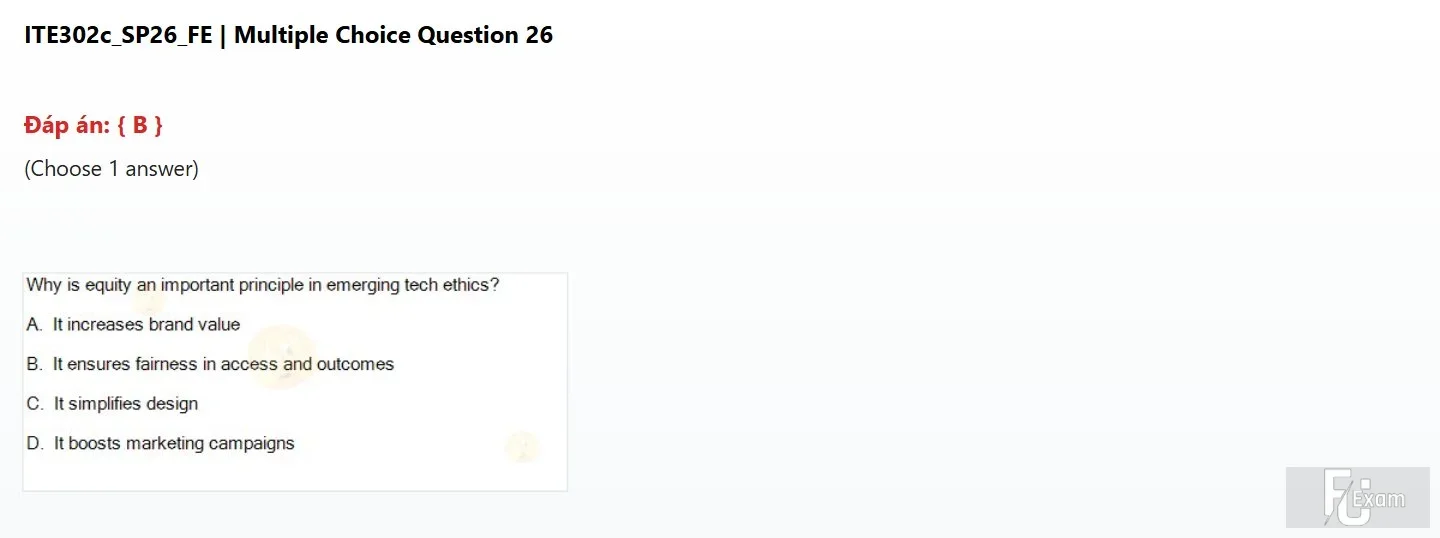 ITE302c_SP26_FE | Multiple Choice Question 26
Đáp án: { B }
(Choose 1 answer)
Why is equity an important principle in emerging tech ethics?
A. It increases brand value
B. It ensures fairness in access and outcomes
C. It simplifies design
D. It boosts marketing campaigns
FU Exam